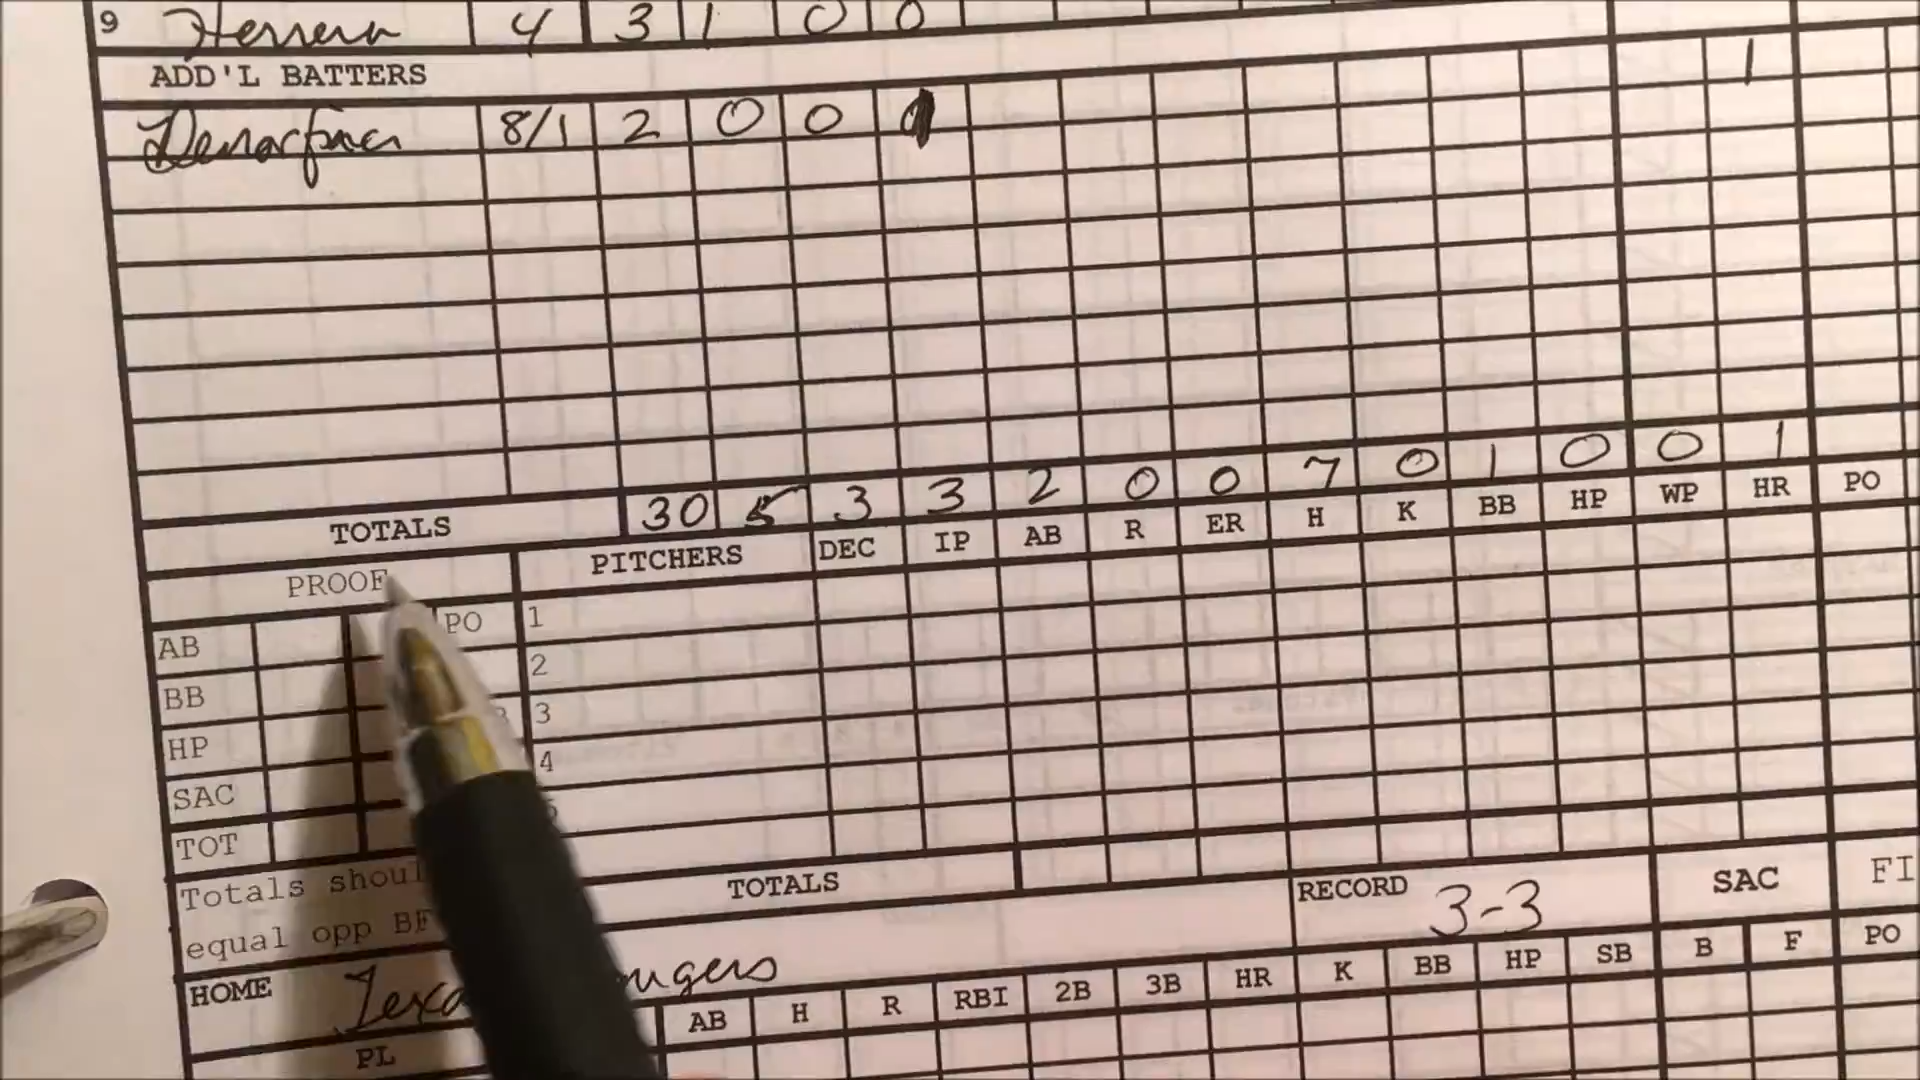 9 Herrera 4 3 1 0 0
ADD'L BATTERS 1
Denorfia 8/1 2 0 0
TOTALS 30 5 3 3 2 0 0 7 0 1 0 0 1
PROOF PITCHERS DEC IP AB R ER H K BB HP WP HR PO
AB PO 1
BB 2
HP 3
SAC 4
TOT
Totals
equal opp
TOTALS RECORD 3-3 SAC
HOME
PL AB H R RBI 2B 3B HR K BB HP SB B F PO